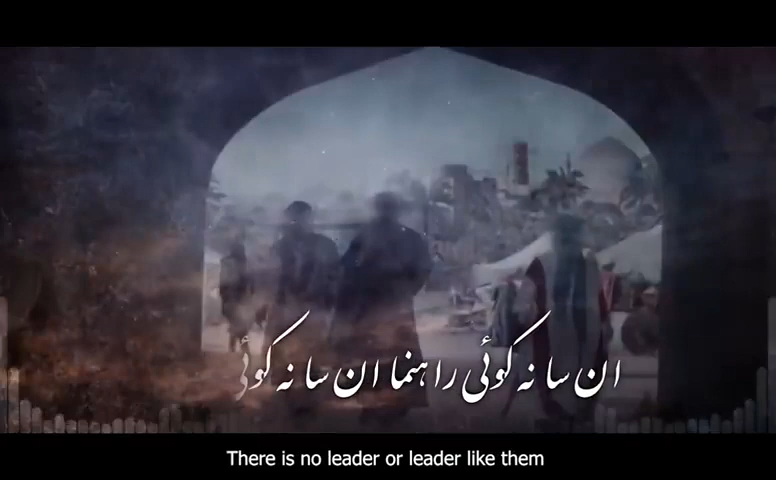 ان سا نہ کوئی راہنما ان سا نہ کوئی
There is no leader or leader like them